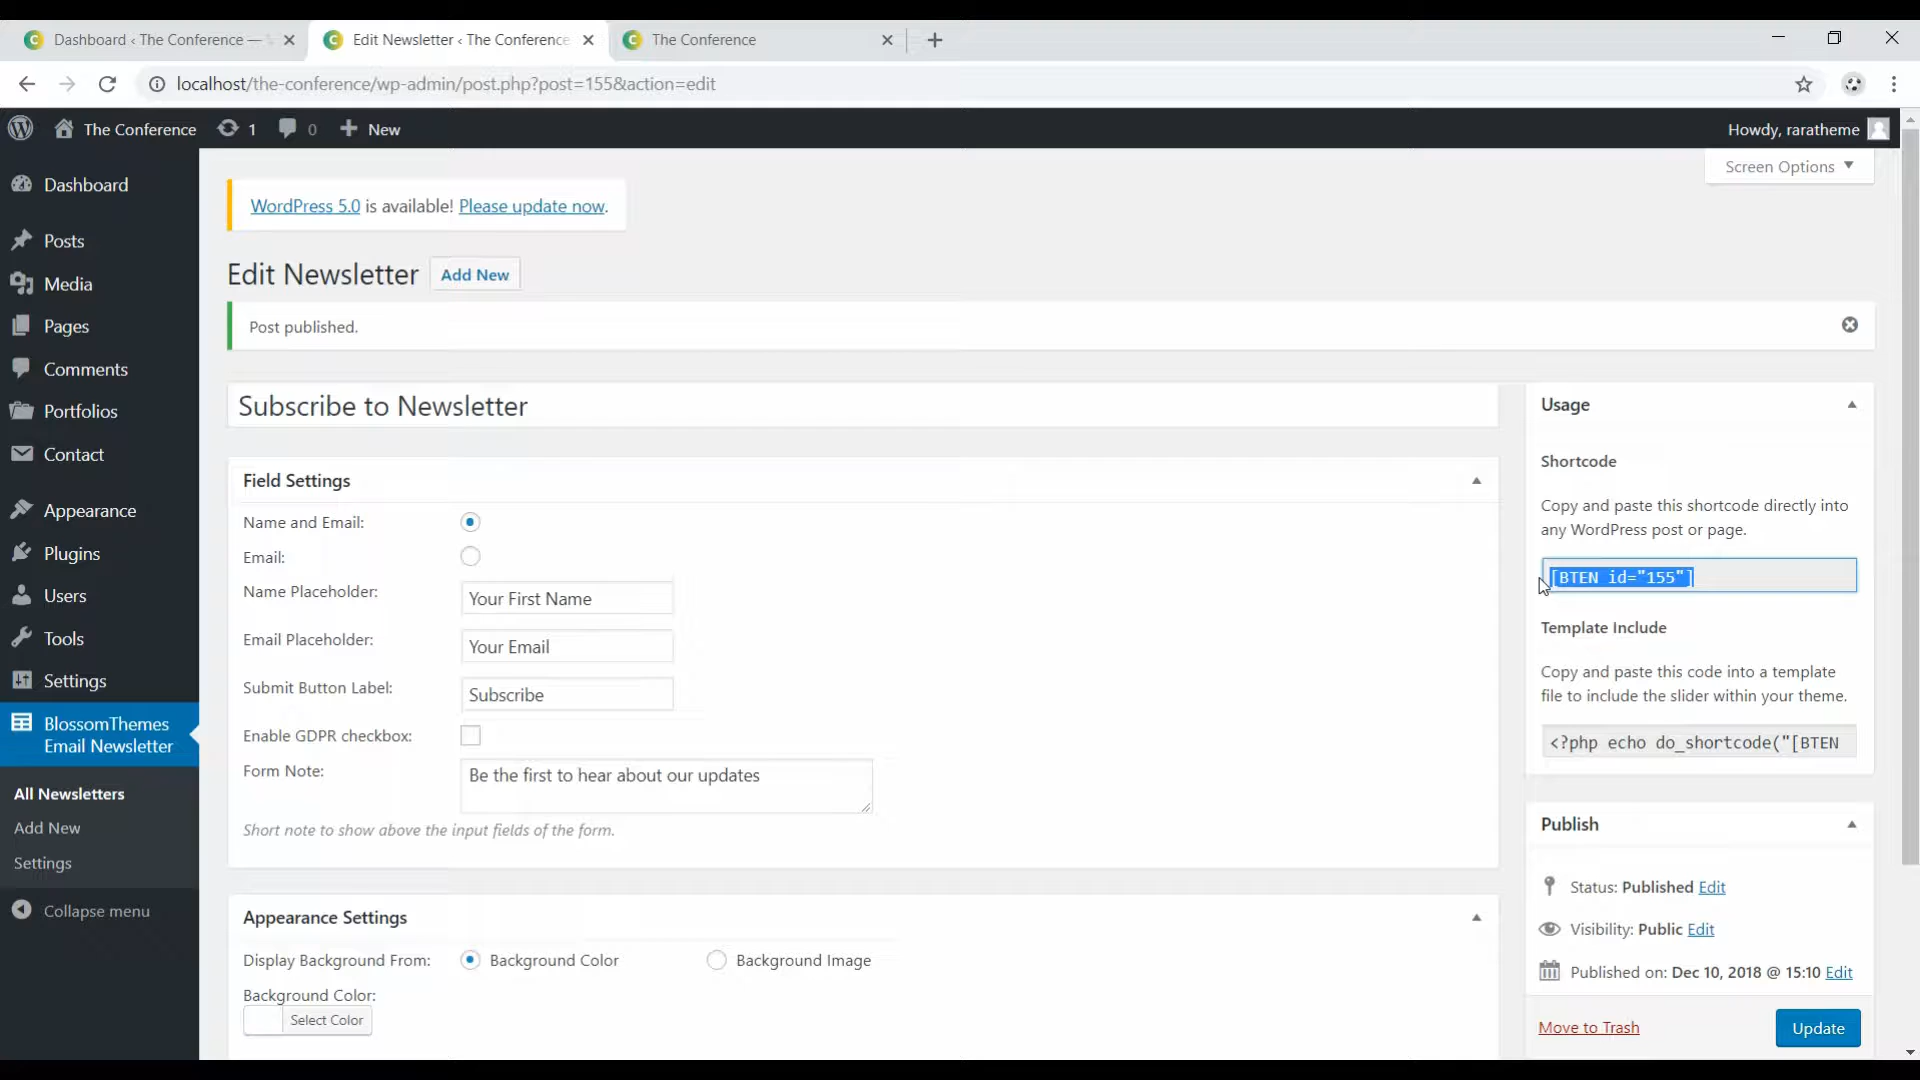 Dashboard ‹ The Conference —
Edit Newsletter ‹ The Conference
The Conference
localhost/the-conference/wp-admin/post.php?post=155&action=edit
The Conference
1
0
New
Howdy, raratheme
Screen Options
WordPress 5.0 is available! Please update now.
Edit Newsletter
Add New
Post published.
Dashboard
Posts
Media
Pages
Comments
Portfolios
Contact
Appearance
Plugins
Users
Tools
Settings
BlossomThemes
Email Newsletter
All Newsletters
Add New
Settings
Collapse menu
Subscribe to Newsletter
Field Settings
Name and Email:
Email:
Name Placeholder:
Your First Name
Email Placeholder:
Your Email
Submit Button Label:
Subscribe
Enable GDPR checkbox:
Form Note:
Be the first to hear about our updates
Short note to show above the input fields of the form.
Appearance Settings
Display Background From:
Background Color
Background Image
Background Color:
Select Color
Usage
Shortcode
Copy and paste this shortcode directly into
any WordPress post or page.
[BTEN id="155"]
Template Include
Copy and paste this code into a template
file to include the slider within your theme.
<?php echo do_shortcode("[BTEN
Publish
Status: Published Edit
Visibility: Public Edit
Published on: Dec 10, 2018 @ 15:10 Edit
Move to Trash
Update